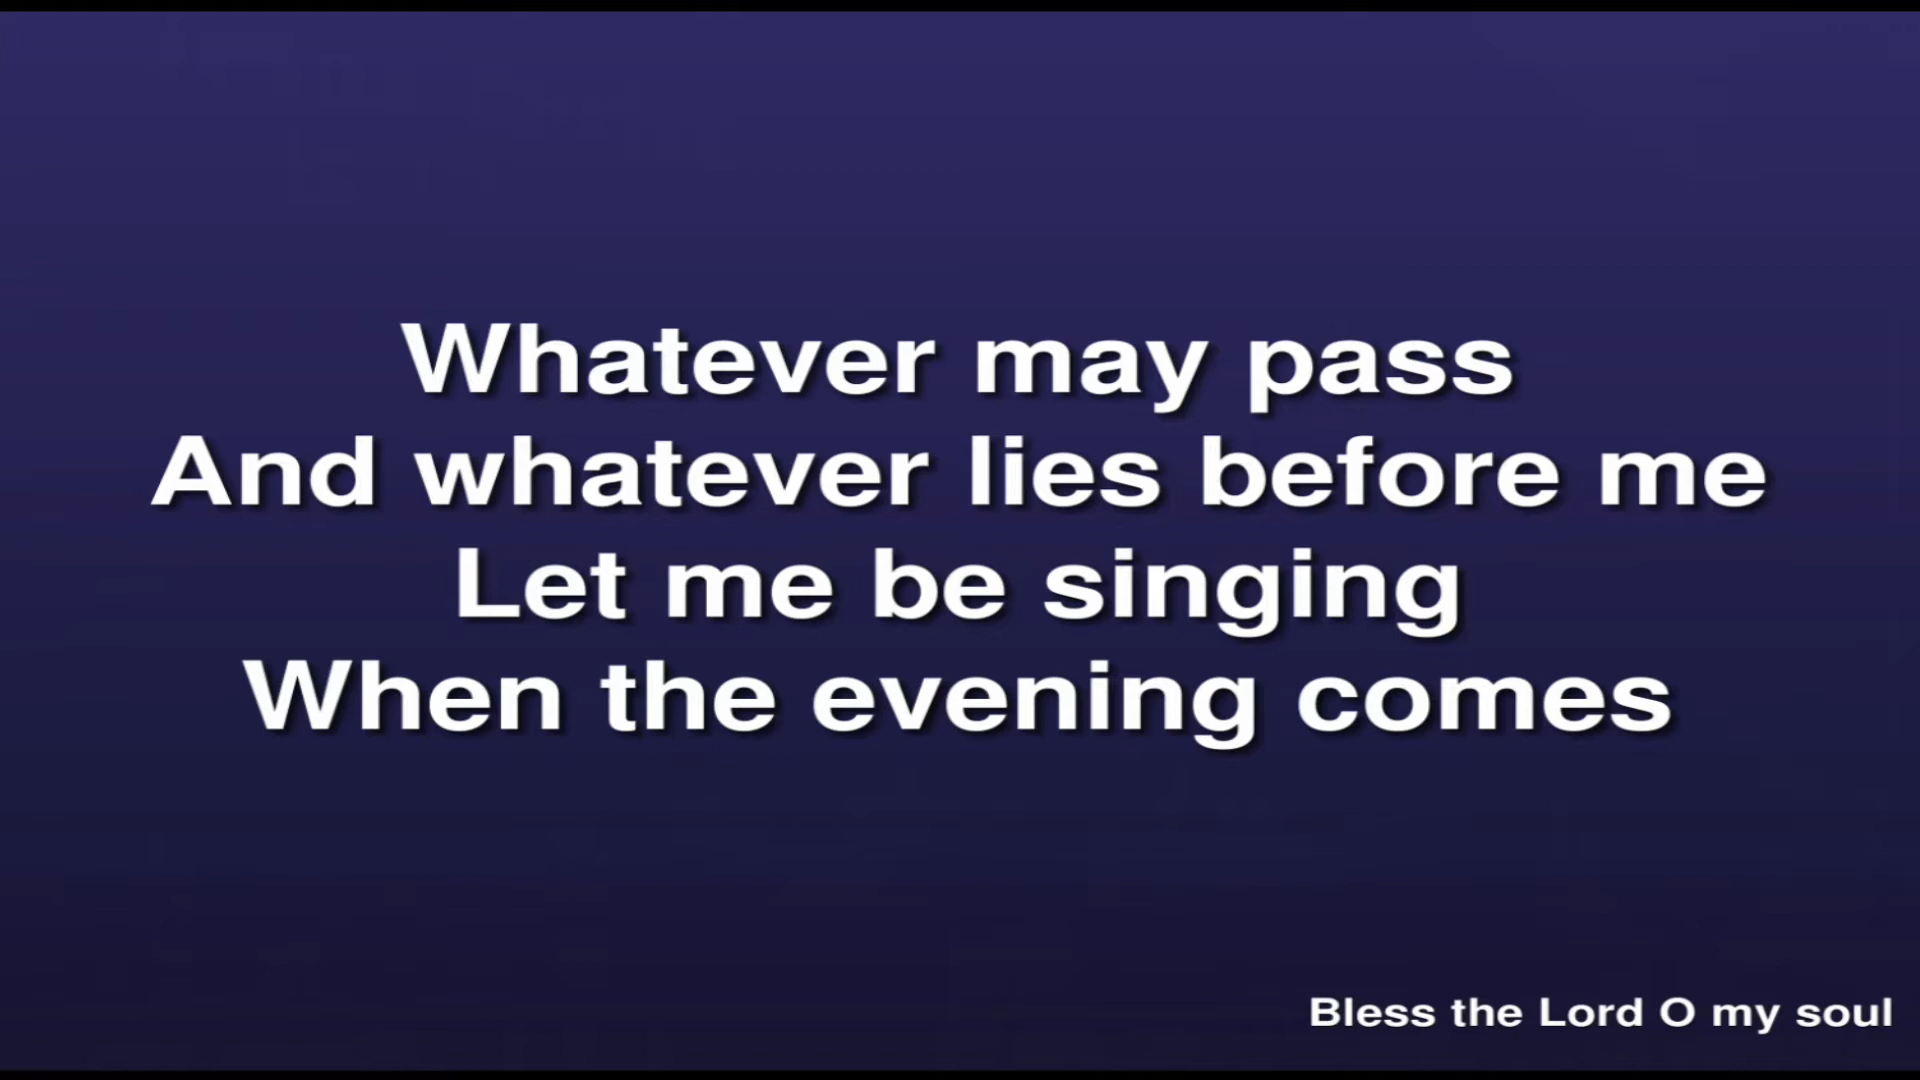 Whatever may pass
And whatever lies before me
Let me be singing
When the evening comes
Bless the Lord O my soul